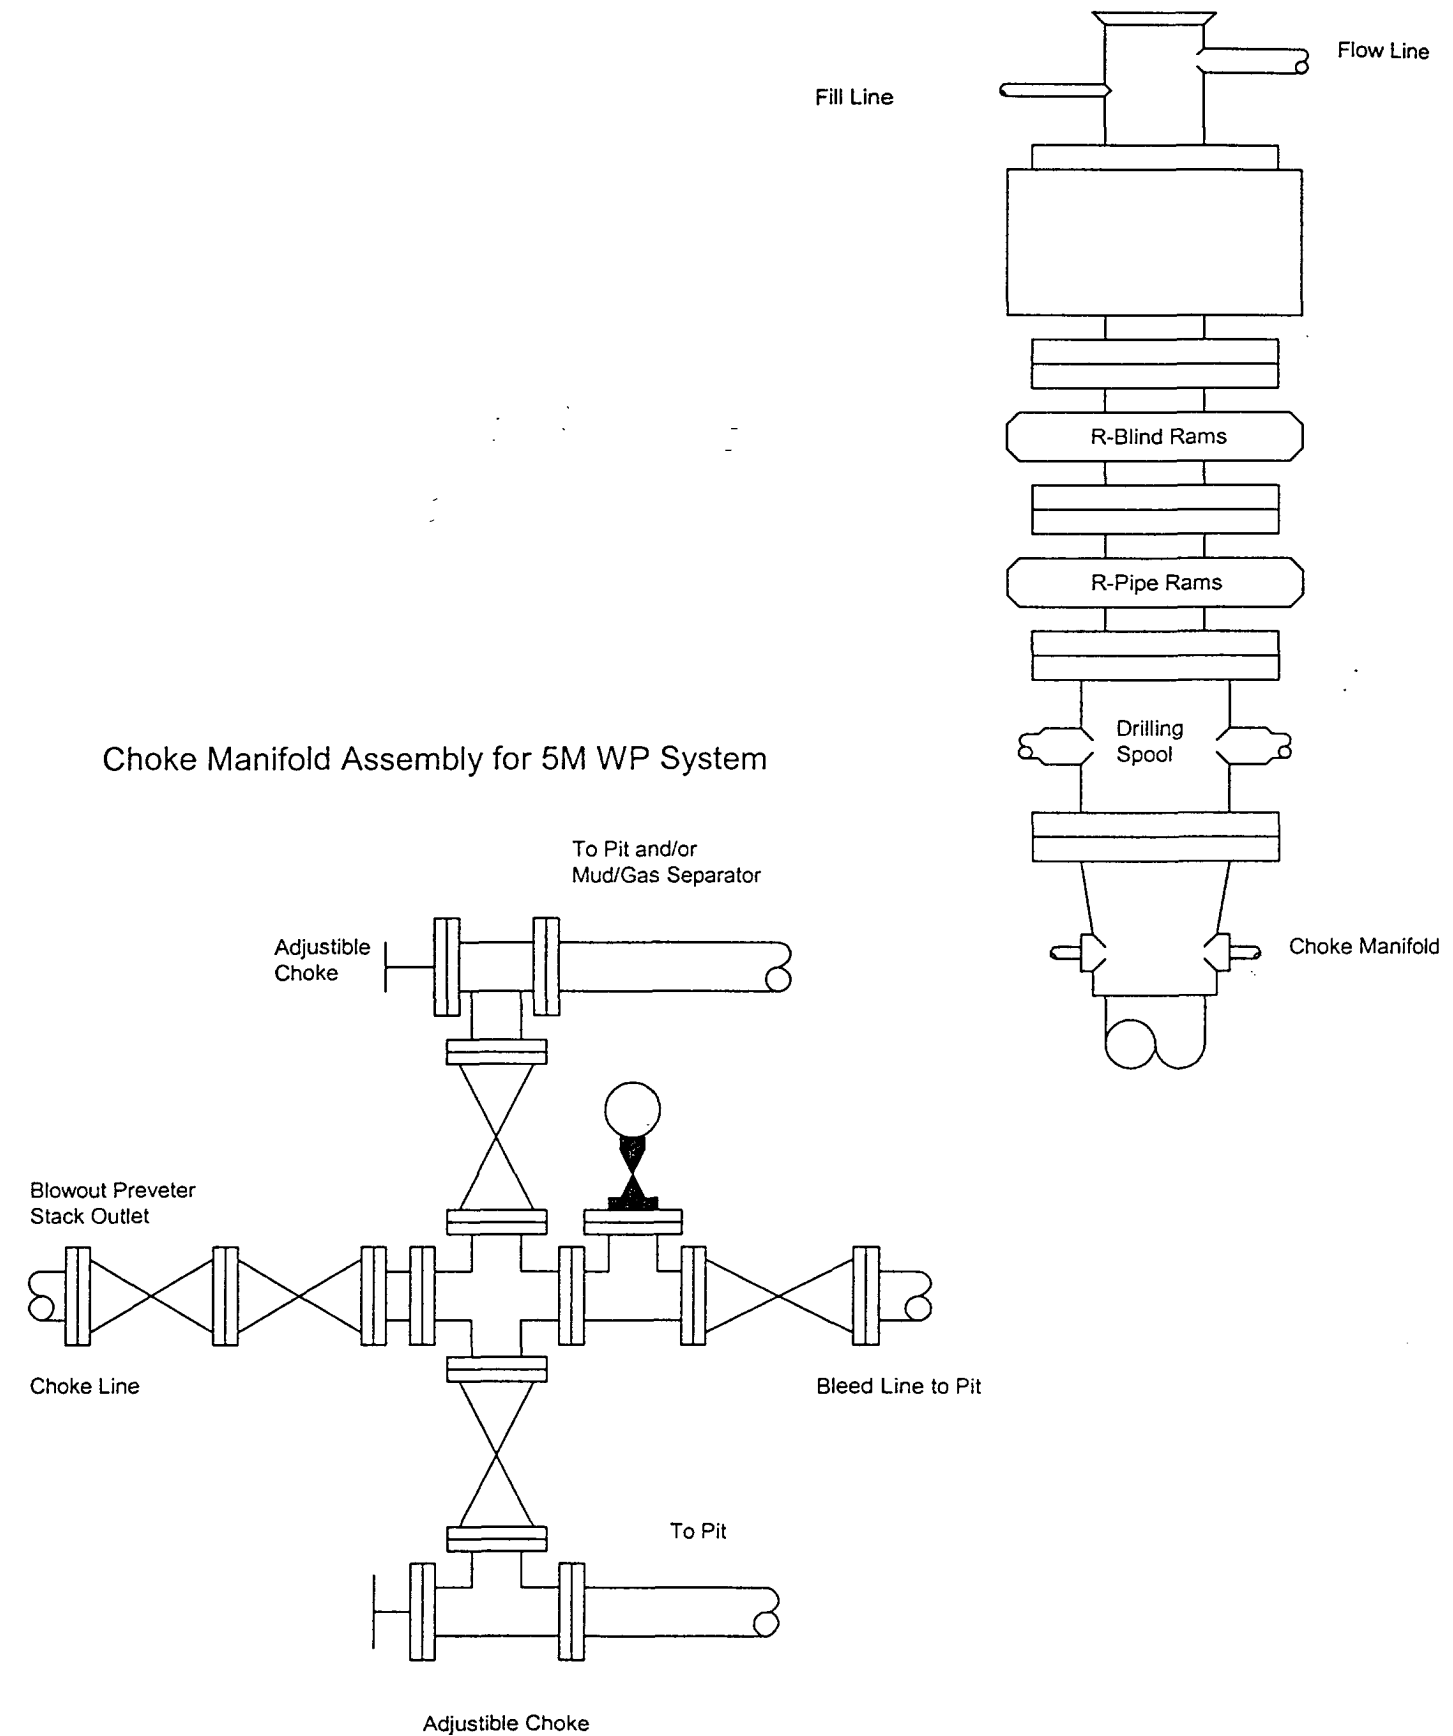 Flow Line
Fill Line
R-Blind Rams
R-Pipe Rams
Drilling
Spool
Choke Manifold
Choke Manifold Assembly for 5M WP System
To Pit and/or
Mud/Gas Separator
Adjustible
Choke
Blowout Preveter
Stack Outlet
Choke Line
Bleed Line to Pit
To Pit
Adjustible Choke